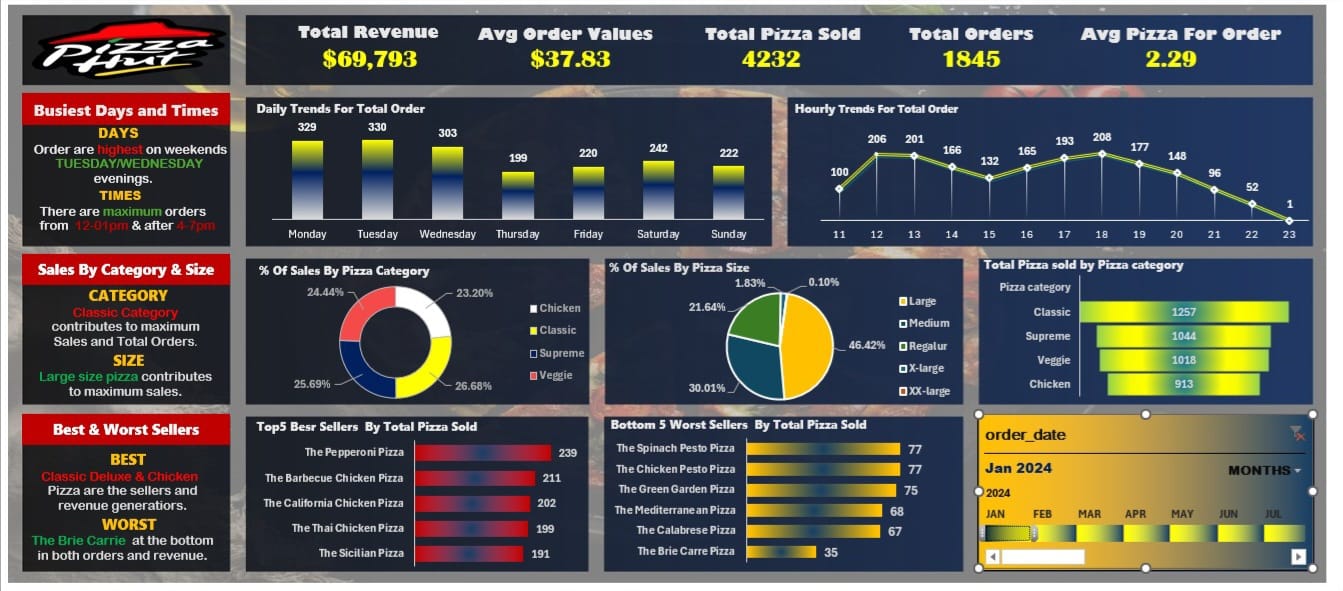 Pizza
Hut
Total Revenue
$69,793
Avg Order Values
$37.83
Total Pizza Sold
4232
Total Orders
1845
Avg Pizza For Order
2.29
Busiest Days and Times
DAYS
Order are highest on weekends
TUESDAY/WEDNESDAY
evenings.
TIMES
There are maximum orders
from 12-01pm & after 4-7pm
Daily Trends For Total Order
329
330
303
199
220
242
222
Monday
Tuesday
Wednesday
Thursday
Friday
Saturday
Sunday
Hourly Trends For Total Order
100
206
201
166
132
165
193
208
177
148
96
52
1
11
12
13
14
15
16
17
18
19
20
21
22
23
Sales By Category & Size
CATEGORY
Classic Category
contributes to maximum
Sales and Total Orders.
SIZE
Large size pizza contributes
to maximum sales.
% Of Sales By Pizza Category
24.44%
23.20%
25.69%
26.68%
Chicken
Classic
Supreme
Veggie
% Of Sales By Pizza Size
1.83%
0.10%
21.64%
46.42%
30.01%
Large
Medium
Regalur
X-large
XX-large
Total Pizza sold by Pizza category
Pizza category
Classic 1257
Supreme 1044
Veggie 1018
Chicken 913
Best & Worst Sellers
BEST
Classic Deluxe & Chicken
Pizza are the sellers and
revenue generatiors.
WORST
The Brie Carrie at the bottom
in both orders and revenue.
Top5 Besr Sellers By Total Pizza Sold
The Pepperoni Pizza 239
The Barbecue Chicken Pizza 211
The California Chicken Pizza 202
The Thai Chicken Pizza 199
The Sicilian Pizza 191
Bottom 5 Worst Sellers By Total Pizza Sold
The Spinach Pesto Pizza 77
The Chicken Pesto Pizza 77
The Green Garden Pizza 75
The Mediterranean Pizza 68
The Calabrese Pizza 67
The Brie Carre Pizza 35
order_date
Jan 2024 MONTHS
2024
JAN FEB MAR APR MAY JUN JUL